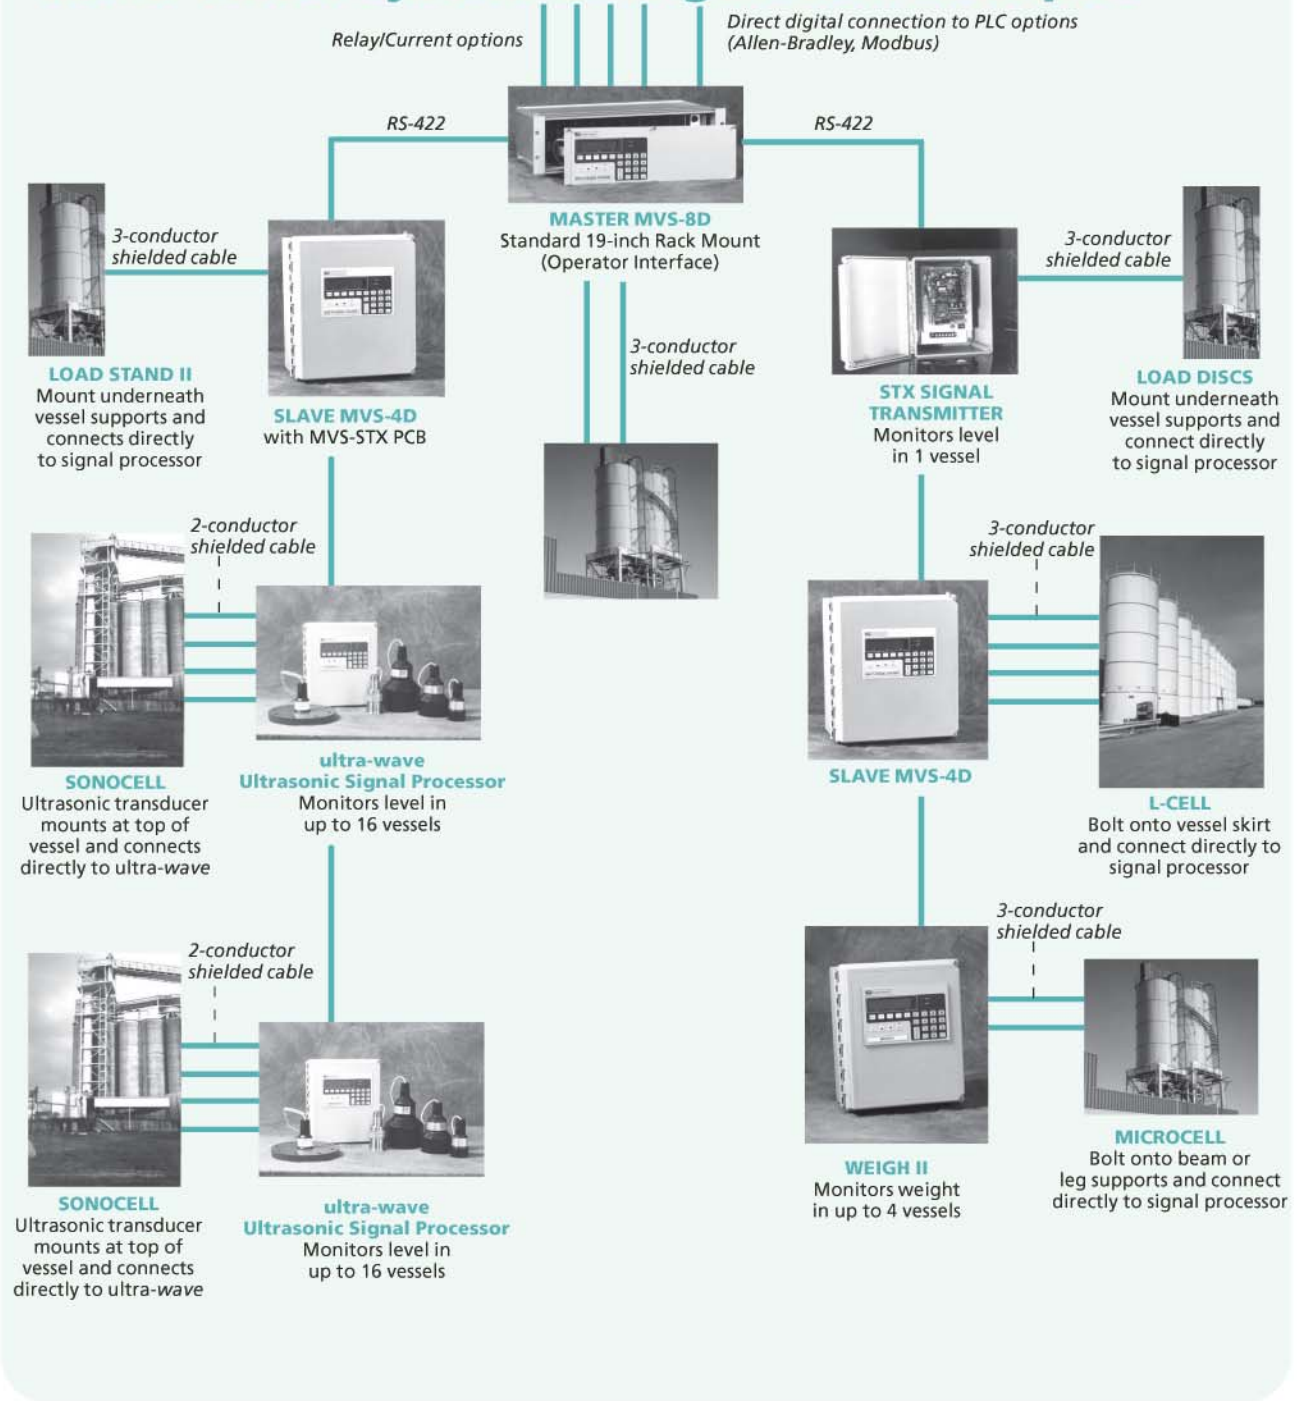 Relay/Current options
Direct digital connection to PLC options
(Allen-Bradley, Modbus)
RS-422
RS-422
MASTER MVS-8D
Standard 19-inch Rack Mount
(Operator Interface)
3-conductor
shielded cable
3-conductor
shielded cable
3-conductor
shielded cable
LOAD STAND II
Mount underneath
vessel supports and
connects directly
to signal processor
SLAVE MVS-4D
with MVS-STX PCB
STX SIGNAL
TRANSMITTER
Monitors level
in 1 vessel
LOAD DISCS
Mount underneath
vessel supports and
connect directly
to signal processor
2-conductor
shielded cable
3-conductor
shielded cable
SONOCELL
Ultrasonic transducer
mounts at top of
vessel and connects
directly to ultra-wave
ultra-wave
Ultrasonic Signal Processor
Monitors level in
up to 16 vessels
SLAVE MVS-4D
L-CELL
Bolt onto vessel skirt
and connect directly to
signal processor
2-conductor
shielded cable
3-conductor
shielded cable
SONOCELL
Ultrasonic transducer
mounts at top of
vessel and connects
directly to ultra-wave
ultra-wave
Ultrasonic Signal Processor
Monitors level in
up to 16 vessels
WEIGH II
Monitors weight
in up to 4 vessels
MICROCELL
Bolt onto beam or
leg supports and connect
directly to signal processor